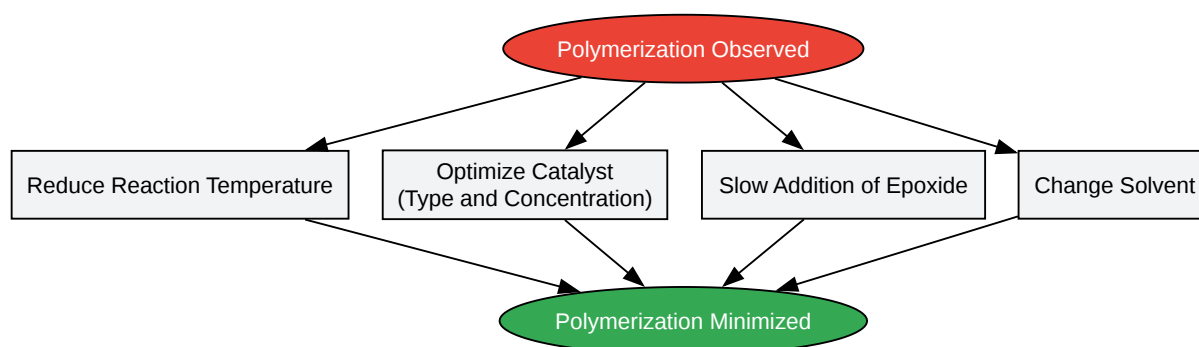 Polymerization Observed
Reduce Reaction Temperature
Optimize Catalyst
(Type and Concentration)
Slow Addition of Epoxide
Change Solvent
Polymerization Minimized